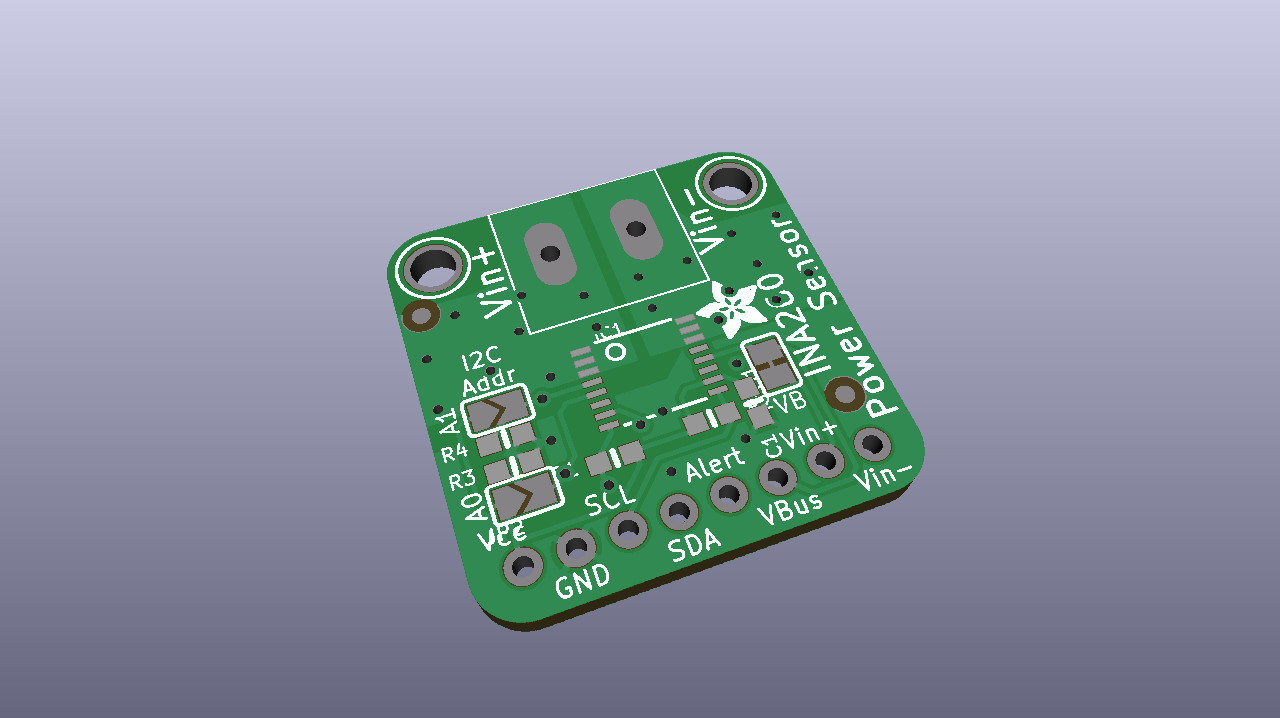 Vin+
Vin-
Power Sensor
INA260
IC1
I2C
Addr
A1
R4
R3
A0
VB
C1
Vcc
GND
SCL
SDA
Alert
VBus
Vin+
Vin-